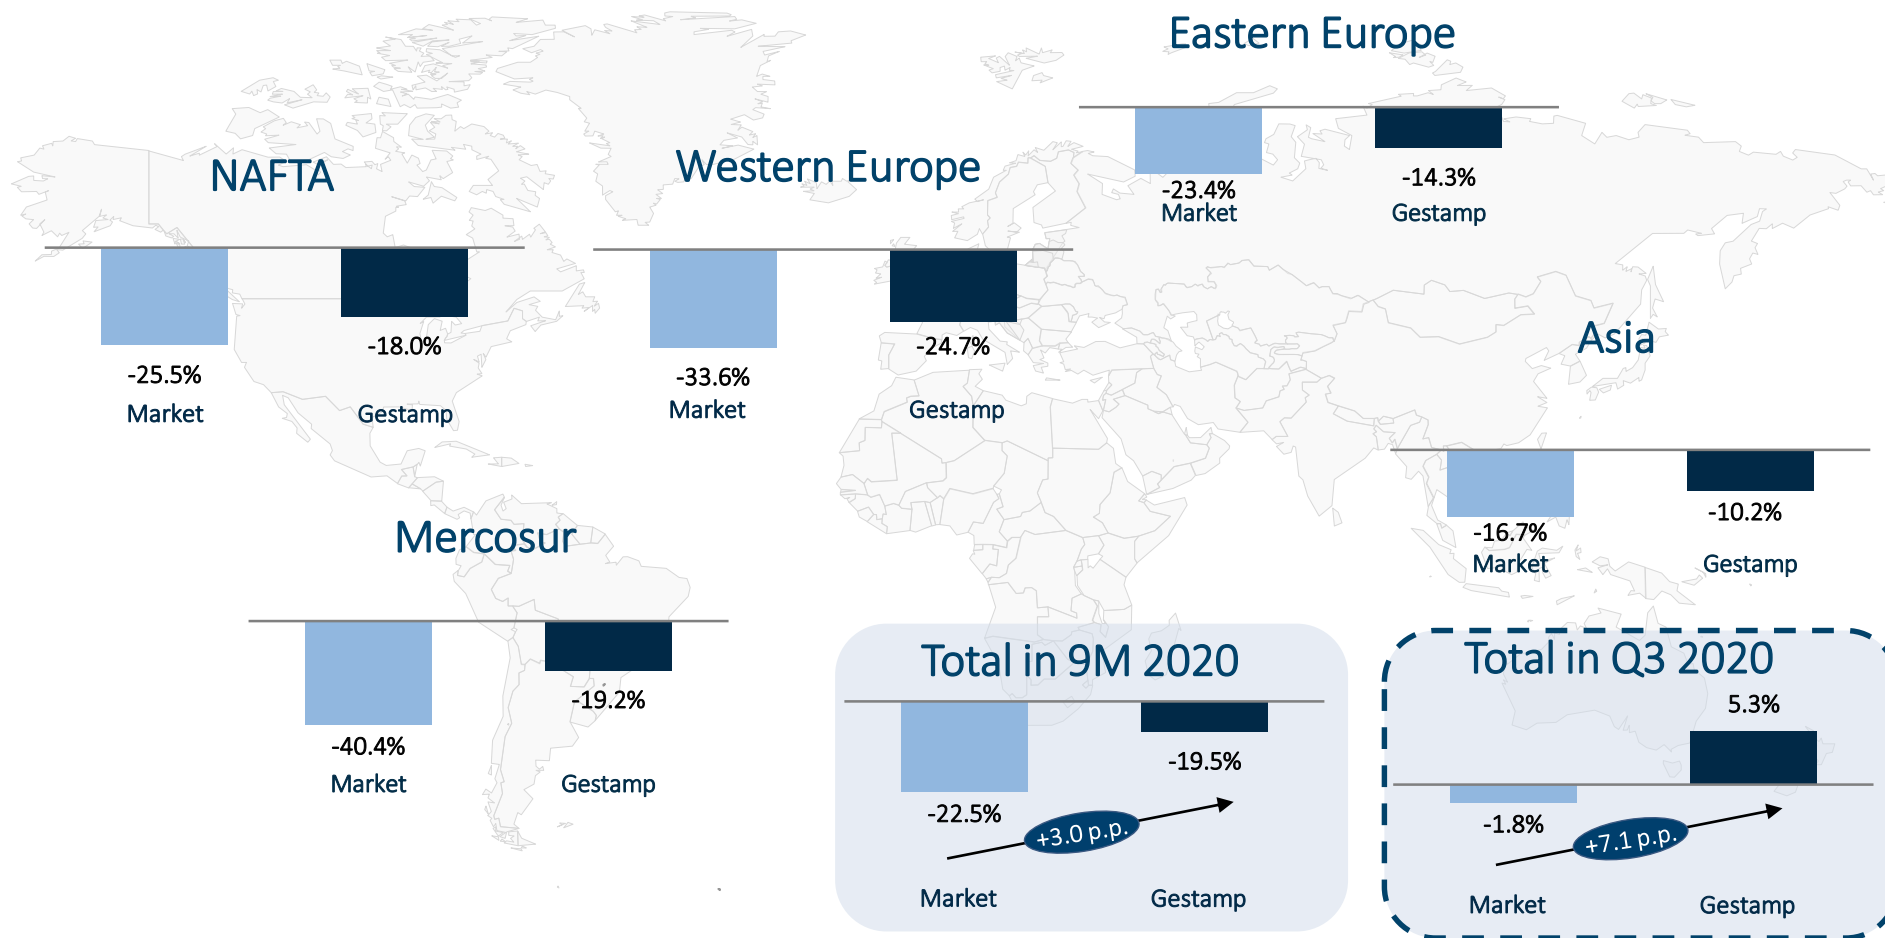 Eastern Europe
-23.4%
-14.3%
Market
Gestamp
NAFTA
-25.5%
-18.0%
Market
Gestamp
Western Europe
-33.6%
-24.7%
Market
Gestamp
Asia
-16.7%
-10.2%
Market
Gestamp
Mercosur
-40.4%
-19.2%
Market
Gestamp
Total in 9M 2020
-22.5%
-19.5%
+3.0 p.p.
Market
Gestamp
Total in Q3 2020
5.3%
-1.8%
+7.1 p.p.
Market
Gestamp